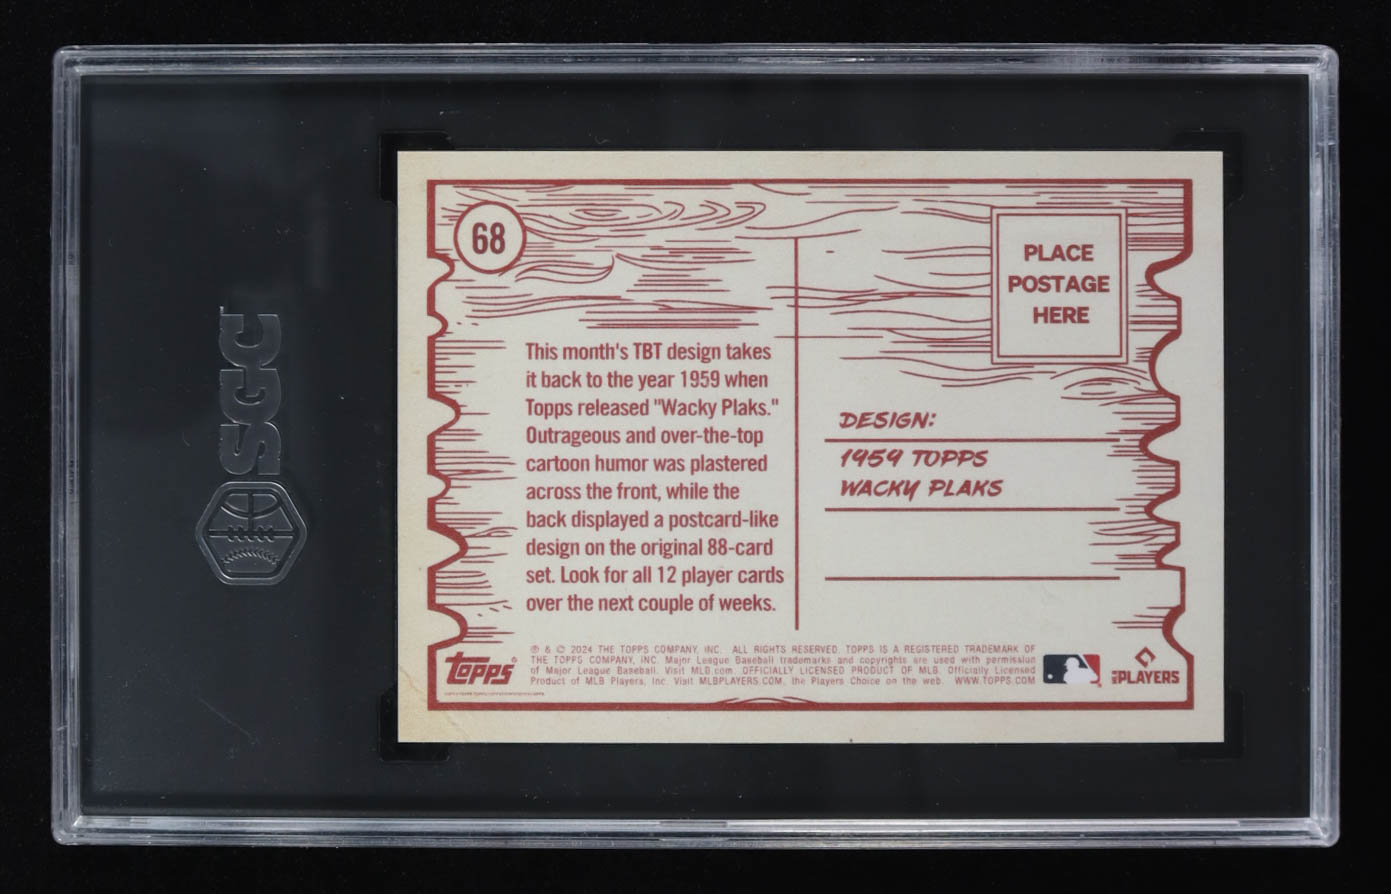 SGC
68
PLACE
POSTAGE
HERE
This month's TBT design takes
it back to the year 1959 when
Topps released "Wacky Plaks."
Outrageous and over-the-top
cartoon humor was plastered
across the front, while the
back displayed a postcard-like
design on the original 88-card
set. Look for all 12 player cards
over the next couple of weeks.
DESIGN:
1959 TOPPS
WACKY PLAKS
topps®
® & © 2024 THE TOPPS COMPANY, INC. ALL RIGHTS RESERVED. TOPPS IS A REGISTERED TRADEMARK OF
THE TOPPS COMPANY, INC. Major League Baseball trademarks and copyrights are used with permission
of Major League Baseball. Visit MLB.com. OFFICIALLY LICENSED PRODUCT OF MLB. Officially Licensed
Product of MLB Players, Inc. Visit MLBPLAYERS.COM, the Players Choice on the web. WWW.TOPPS.COM
MLB PLAYERS